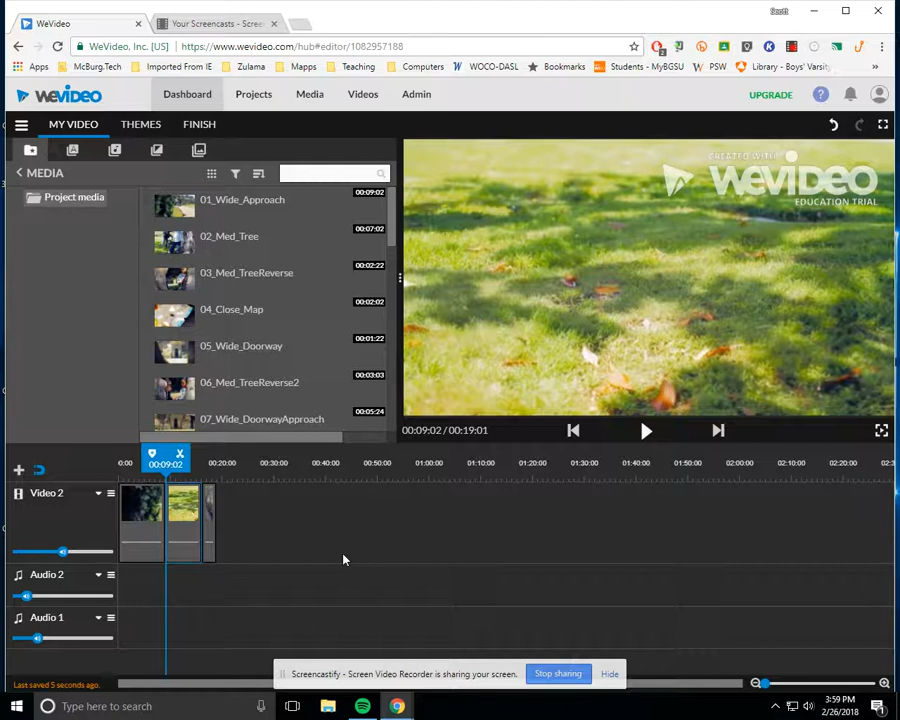 Scott
WeVideo
Your Screencasts - Screen
WeVideo, Inc. [US]
https://www.wevideo.com/hub#editor/1082957188
2
Apps
McBurg.Tech
Imported From IE
Zulama
Mapps
Teaching
Computers
WOCO-DASL
Bookmarks
Students - MyBGSU
PSW
Library - Boys' Varsity
WeVideo
Dashboard
Projects
Media
Videos
Admin
UPGRADE
?
MY VIDEO
THEMES
FINISH
MEDIA
Project media
01_Wide_Approach
00:09:02
02_Med_Tree
00:07:02
03_Med_TreeReverse
00:02:22
04_Close_Map
00:02:02
05_Wide_Doorway
00:01:22
06_Med_TreeReverse2
00:03:03
07_Wide_DoorwayApproach
00:05:24
CREATED WITH
WeVideo
EDUCATION TRIAL
00:09:02 / 00:19:01
0:00
00:09:02
00:20:00
00:30:00
00:40:00
00:50:00
01:00:00
01:10:00
01:20:00
01:30:00
01:40:00
01:50:00
02:00:00
02:10:00
02:20:00
Video 2
Audio 2
Audio 1
Screencastify - Screen Video Recorder is sharing your screen.
Stop sharing
Hide
Last saved 5 seconds ago.
Type here to search
3:59 PM
2/26/2018